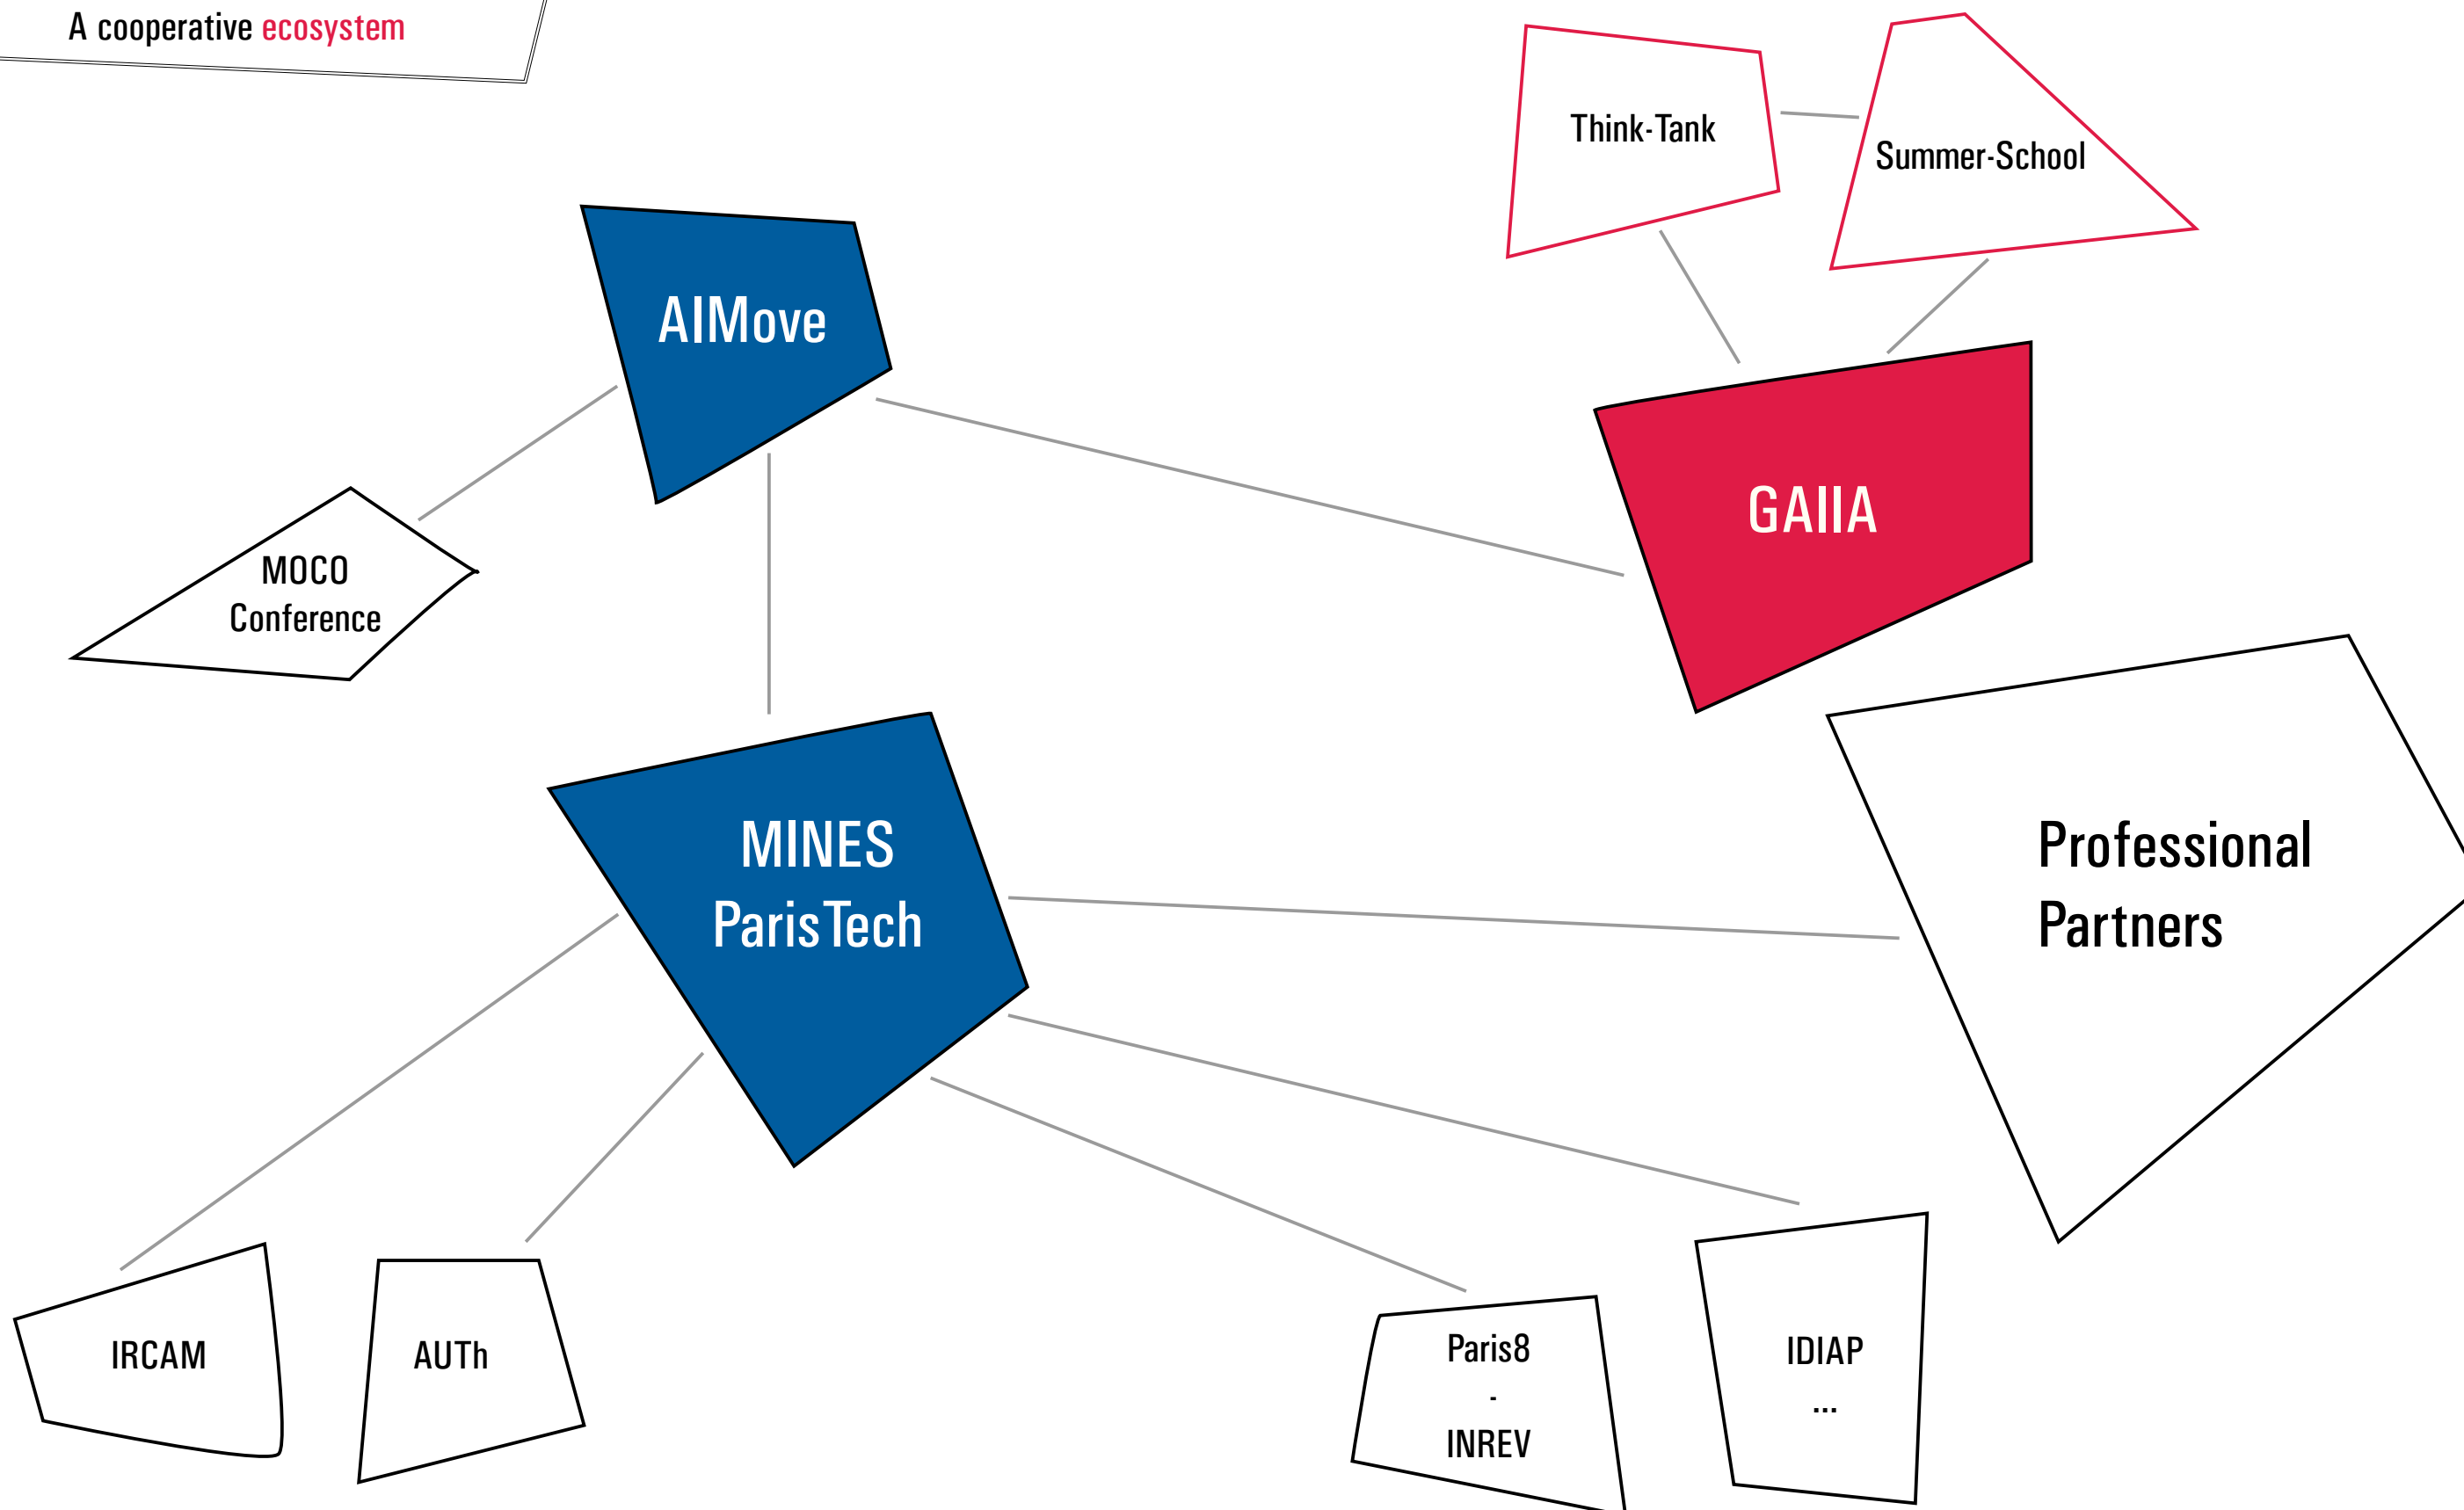 A cooperative ecosystem
Think-Tank
Summer-School
AIMove
GAIIA
MOCO
Conference
MINES
ParisTech
Professional
Partners
IRCAM
AUTh
Paris8
-
INREV
IDIAP
...